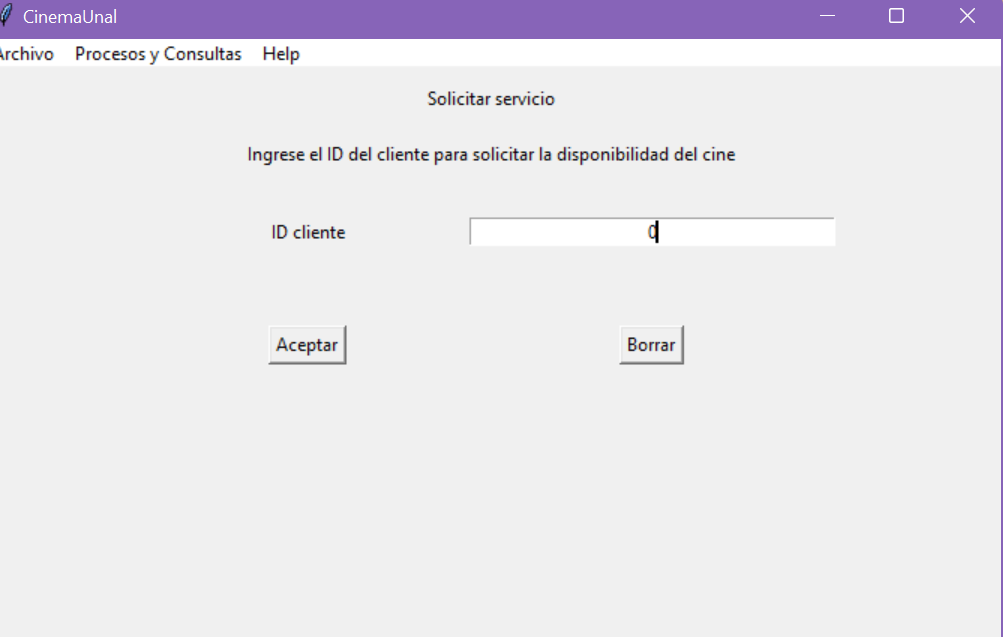 CinemaUnal
Archivo Procesos y Consultas Help
Solicitar servicio
Ingrese el ID del cliente para solicitar la disponibilidad del cine
ID cliente 0
Aceptar Borrar